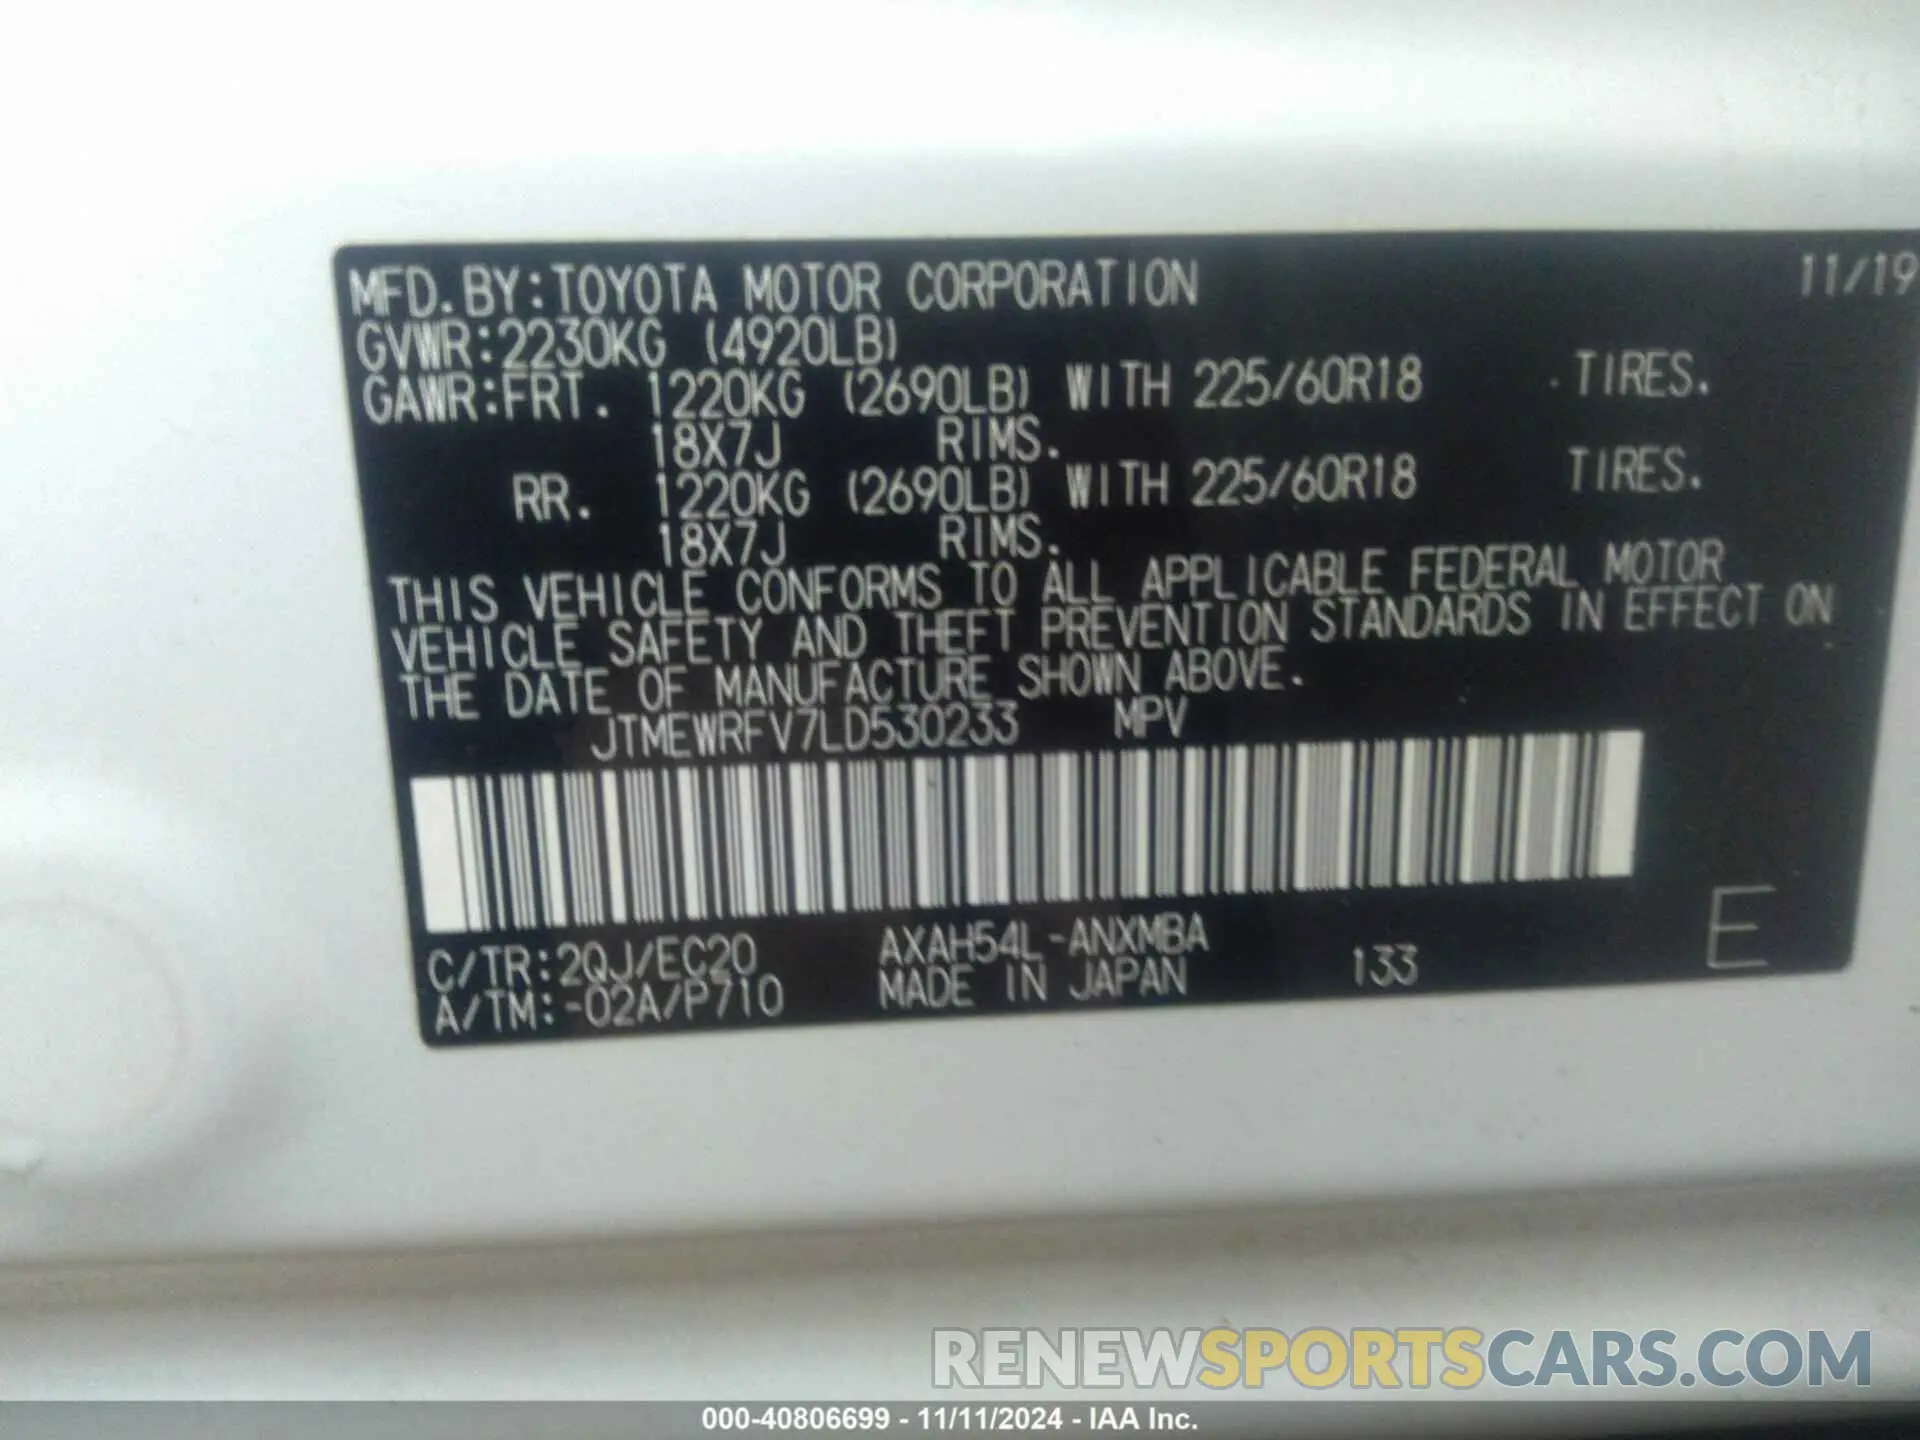 MFD.BY:TOYOTA MOTOR CORPORATION 11/19
GVWR:2230KG (4920LB)
GAWR:FRT. 1220KG (2690LB) WITH 225/60R18 TIRES.
18X7J RIMS.
RR. 1220KG (2690LB) WITH 225/60R18 TIRES.
18X7J RIMS.
THIS VEHICLE CONFORMS TO ALL APPLICABLE FEDERAL MOTOR
VEHICLE SAFETY AND THEFT PREVENTION STANDARDS IN EFFECT ON
THE DATE OF MANUFACTURE SHOWN ABOVE.
JTMEWRFV7LD530233 MPV
C/TR:2QJ/EC20 AXAH54L-ANXMBA
A/TM:-02A/P710 MADE IN JAPAN 133 E
RENEWSPORTSCARS.COM
000-40806699 - 11/11/2024 - IAA Inc.